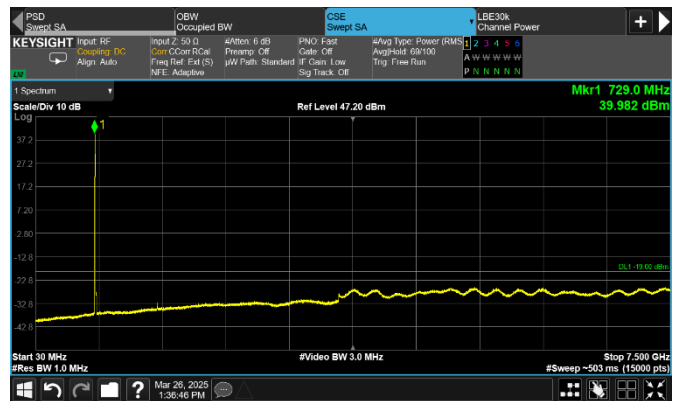 PSD
Swept SA
OBW
Occupied BW
CSE
Swept SA
LBE30k
Channel Power
KEYSIGHT
Input: RF
Coupling: DC
Align: Auto
LM
Input Z: 50 Ω
Corr CCorr RCal
Freq Ref: Ext (S)
NFE: Adaptive
#Atten: 6 dB
Preamp: Off
µW Path: Standard
PNO: Fast
Gate: Off
IF Gain: Low
Sig Track: Off
#Avg Type: Power (RMS)
Avg|Hold: 69/100
Trig: Free Run
1 2 3 4 5 6
A W W W W W
P N N N N N
1 Spectrum
Scale/Div 10 dB
Ref Level 47.20 dBm
Mkr1 729.0 MHz
39.982 dBm
Log
1
37.2
27.2
17.2
7.20
-2.80
-12.8
DL1 -19.00 dBm
-22.8
-32.8
-42.8
Start 30 MHz
#Video BW 3.0 MHz
Stop 7.500 GHz
#Res BW 1.0 MHz
#Sweep ~503 ms (15000 pts)
Mar 26, 2025
1:36:46 PM